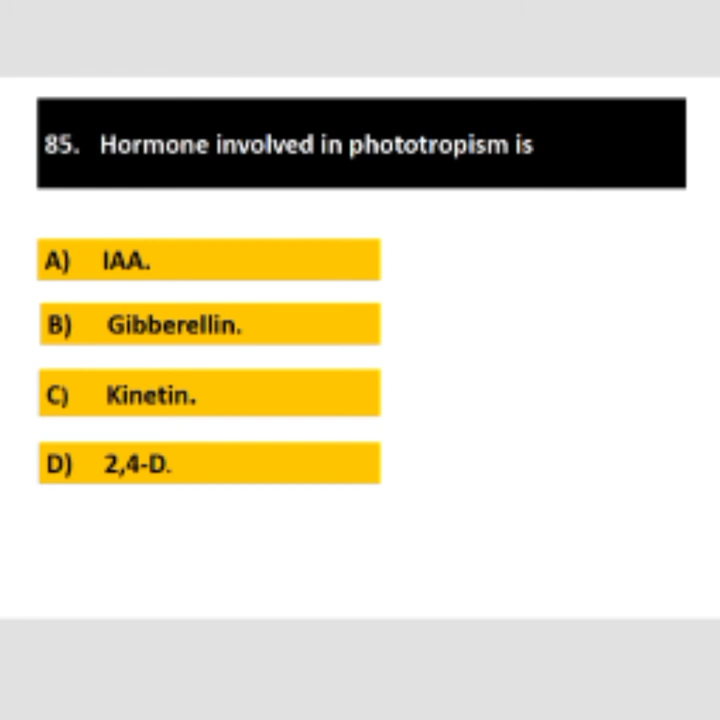 85. Hormone involved in phototropism is
A) IAA.
B) Gibberellin.
C) Kinetin.
D) 2,4-D.